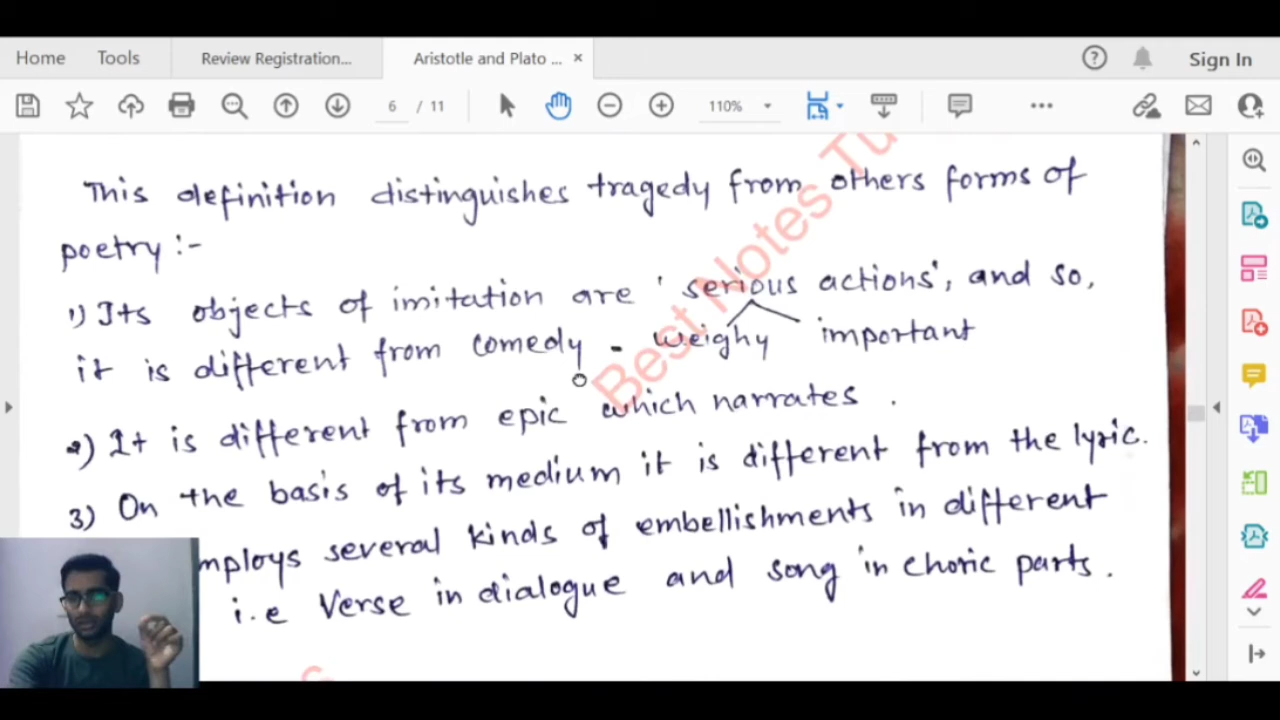 Home Tools Review Registration... Aristotle and Plato ... × Sign In
6 / 11 110%
This definition distinguishes tragedy from others forms of
poetry :-
1) Its objects of imitation are 'serious actions', and so,
it is different from comedy - weighy important
2) It is different from epic which narrates.
3) On the basis of its medium it is different from the lyric.
mploys several kinds of embellishments in different
i.e Verse in dialogue and song in choric parts.
Best Notes Tu